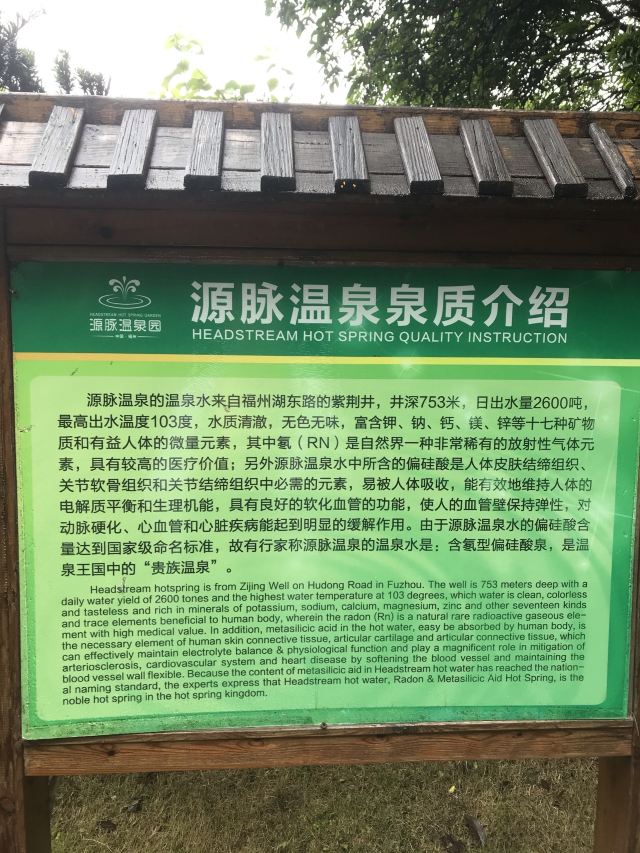 HEADSTREAM HOT SPRING GARDEN
源脉温泉园
中国·福州
源脉温泉泉质介绍
HEADSTREAM HOT SPRING QUALITY INSTRUCTION
源脉温泉的温泉水来自福州湖东路的紫荆井，井深753米，日出水量2600吨，
最高出水温度103度，水质清澈，无色无味，富含钾、钠、钙、镁、锌等十七种矿物
质和有益人体的微量元素，其中氡（RN）是自然界一种非常稀有的放射性气体元
素，具有较高的医疗价值；另外源脉温泉水中所含的偏硅酸是人体皮肤结缔组织、
关节软骨组织和关节结缔组织中必需的元素，易被人体吸收，能有效地维持人体的
电解质平衡和生理机能，具有良好的软化血管的功能，使人的血管壁保持弹性，对
动脉硬化、心血管和心脏疾病能起到明显的缓解作用。由于源脉温泉水的偏硅酸含
量达到国家级命名标准，故有行家称源脉温泉的温泉水是：含氡型偏硅酸泉，是温
泉王国中的“贵族温泉”。
Headstream hotspring is from Zijing Well on Hudong Road in Fuzhou. The well is 753 meters deep with a
daily water yield of 2600 tones and the highest water temperature at 103 degrees, which water is clean, colorless
and tasteless and rich in minerals of potassium, sodium, calcium, magnesium, zinc and other seventeen kinds
and trace elements beneficial to human body, wherein the radon (Rn) is a natural rare radioactive gaseous ele-
ment with high medical value. In addition, metasilicic acid in the hot water, easy be absorbed by human body, is
the necessary element of human skin connective tissue, articular cartilage and articular connective tissue, which
can effectively maintain electrolyte balance & physiological function and play a magnificent role in mitigation of
arteriosclerosis, cardiovascular system and heart disease by softening the blood vessel and maintaining the
blood vessel wall flexible. Because the content of metasilicic aid in Headstream hot water has reached the nation-
al naming standard, the experts express that Headstream hot water, Radon & Metasilicic Aid Hot Spring, is the
noble hot spring in the hot spring kingdom.